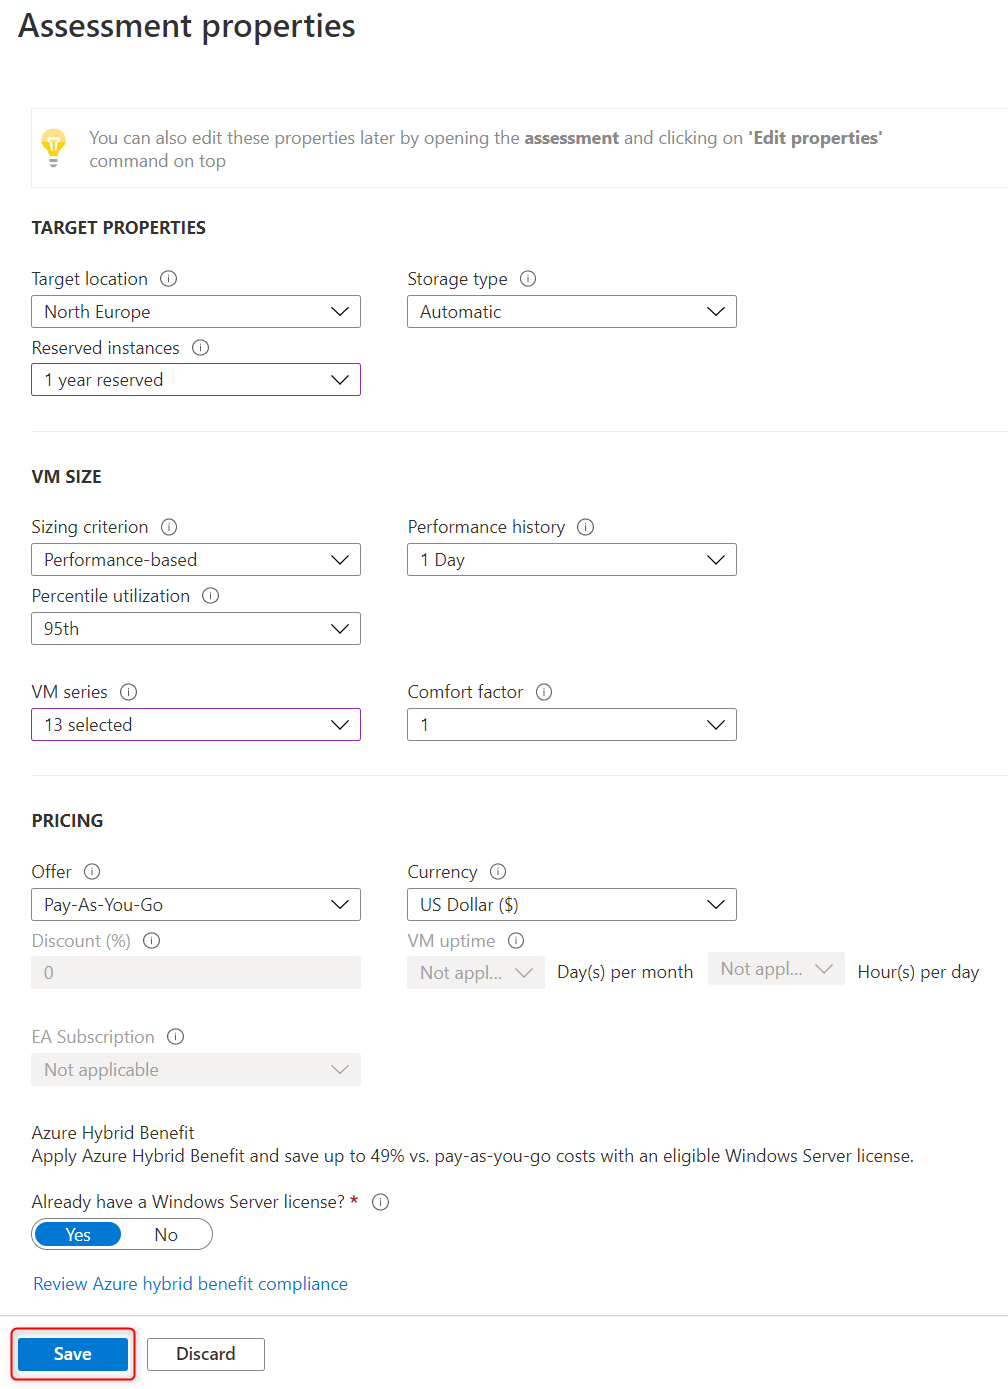 Assessment properties
You can also edit these properties later by opening the assessment and clicking on 'Edit properties'
command on top
TARGET PROPERTIES
Target location
Storage type
North Europe
Automatic
Reserved instances
1 year reserved
VM SIZE
Sizing criterion
Performance history
Performance-based
1 Day
Percentile utilization
95th
VM series
Comfort factor
13 selected
1
PRICING
Offer
Currency
Pay-As-You-Go
US Dollar ($)
Discount (%)
VM uptime
0
Not appl...
Day(s) per month
Not appl...
Hour(s) per day
EA Subscription
Not applicable
Azure Hybrid Benefit
Apply Azure Hybrid Benefit and save up to 49% vs. pay-as-you-go costs with an eligible Windows Server license.
Already have a Windows Server license? *
Yes
No
Review Azure hybrid benefit compliance
Save
Discard